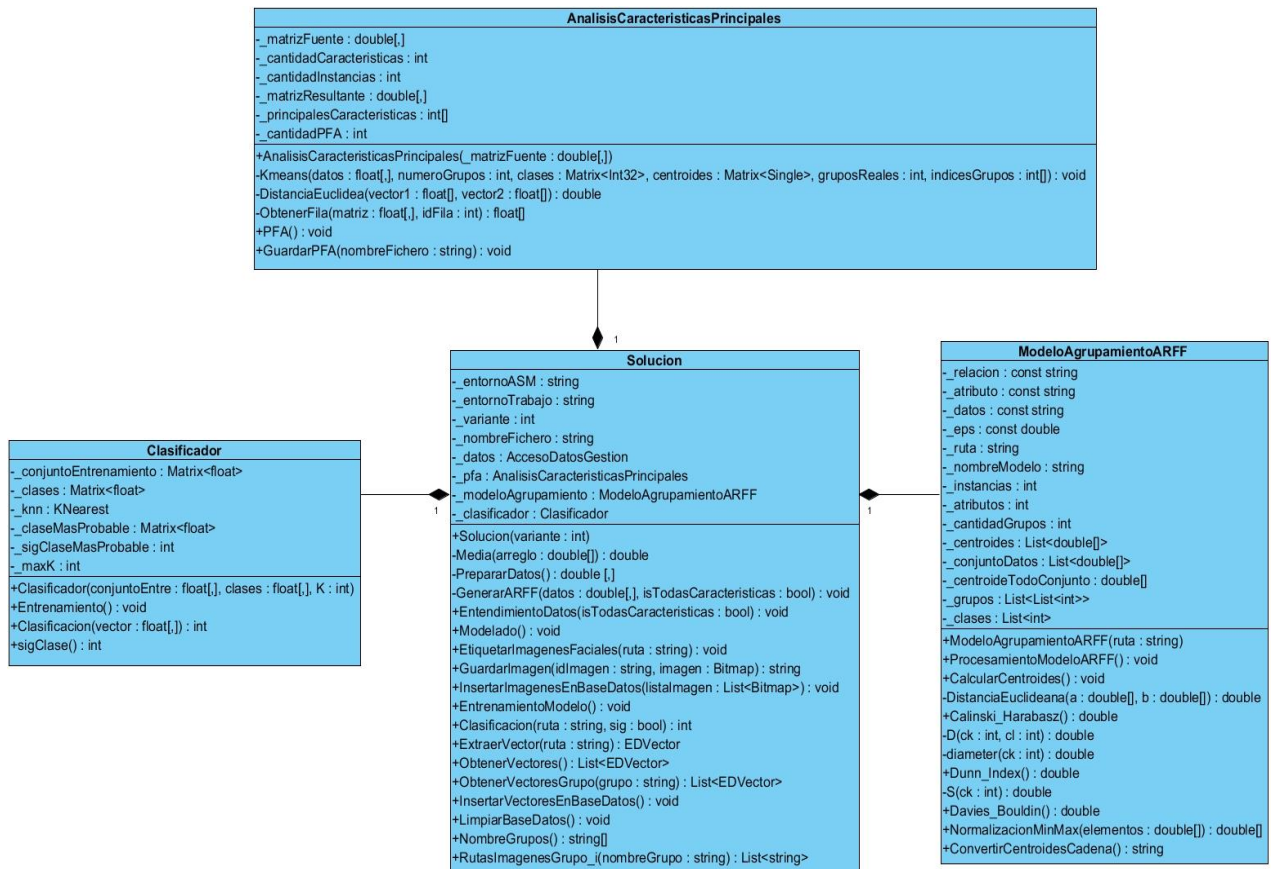 AnalisisCaracteristicasPrincipales
-_matrizFuente : double[,]
-_cantidadCaracteristicas : int
-_cantidadInstancias : int
-_matrizResultante : double[,]
-_principalesCaracteristicas : int[]
-_cantidadPFA : int
+AnalisisCaracteristicasPrincipales(_matrizFuente : double[,])
-Kmeans(datos : float[,], numeroGrupos : int, clases : Matrix<Int32>, centroides : Matrix<Single>, gruposReales : int, indicesGrupos : int[]) : void
-DistanciaEuclidea(vector1 : float[], vector2 : float[]) : double
-ObtenerFila(matriz : float[,], idFila : int) : float[]
+PFA() : void
+GuardarPFA(nombreFichero : string) : void
1
Clasificador
-_conjuntoEntrenamiento : Matrix<float>
-_clases : Matrix<float>
-_knn : KNearest
-_claseMasProbable : Matrix<float>
-_sigClaseMasProbable : int
-_maxK : int
+Clasificador(conjuntoEntre : float[,], clases : float[,], K : int)
+Entrenamiento() : void
+Clasificacion(vector : float[,]) : int
+sigClase() : int
1
Solucion
-_entornoASM : string
-_entornoTrabajo : string
-_variante : int
-_nombreFichero : string
-_datos : AccesoDatosGestion
-_pfa : AnalisisCaracteristicasPrincipales
-_modeloAgrupamiento : ModeloAgrupamientoARFF
-_clasificador : Clasificador
+Solucion(variante : int)
-Media(arreglo : double[]) : double
-PrepararDatos() : double [,]
-GenerarARFF(datos : double[,], isTodasCaracteristicas : bool) : void
+EntendimientoDatos(isTodasCaracteristicas : bool) : void
+Modelado() : void
+EtiquetarImagenesFaciales(ruta : string) : void
+GuardarImagen(idImagen : string, imagen : Bitmap) : string
+InsertarImagenesEnBaseDatos(listaImagen : List<Bitmap>) : void
+EntrenamientoModelo() : void
+Clasificacion(ruta : string, sig : bool) : int
+ExtraerVector(ruta : string) : EDVector
+ObtenerVectores() : List<EDVector>
+ObtenerVectoresGrupo(grupo : string) : List<EDVector>
+InsertarVectoresEnBaseDatos() : void
+LimpiarBaseDatos() : void
+NombreGrupos() : string[]
+RutasImagenesGrupo_i(nombreGrupo : string) : List<string>
1
ModeloAgrupamientoARFF
-_relacion : const string
-_atributo : const string
-_datos : const string
-_eps : const double
-_ruta : string
-_nombreModelo : string
-_instancias : int
-_atributos : int
-_cantidadGrupos : int
-_centroides : List<double[]>
-_conjuntoDatos : List<double[]>
-_centroideTodoConjunto : double[]
-_grupos : List<List<int>>
-_clases : List<int>
+ModeloAgrupamientoARFF(ruta : string)
+ProcesamientoModeloARFF() : void
+CalcularCentroides() : void
-DistanciaEuclideana(a : double[], b : double[]) : double
+Calinski_Harabasz() : double
-D(ck : int, cl : int) : double
-diameter(ck : int) : double
+Dunn_Index() : double
-S(ck : int) : double
+Davies_Bouldin() : double
+NormalizacionMinMax(elementos : double[]) : double[]
+ConvertirCentroidesCadena() : string